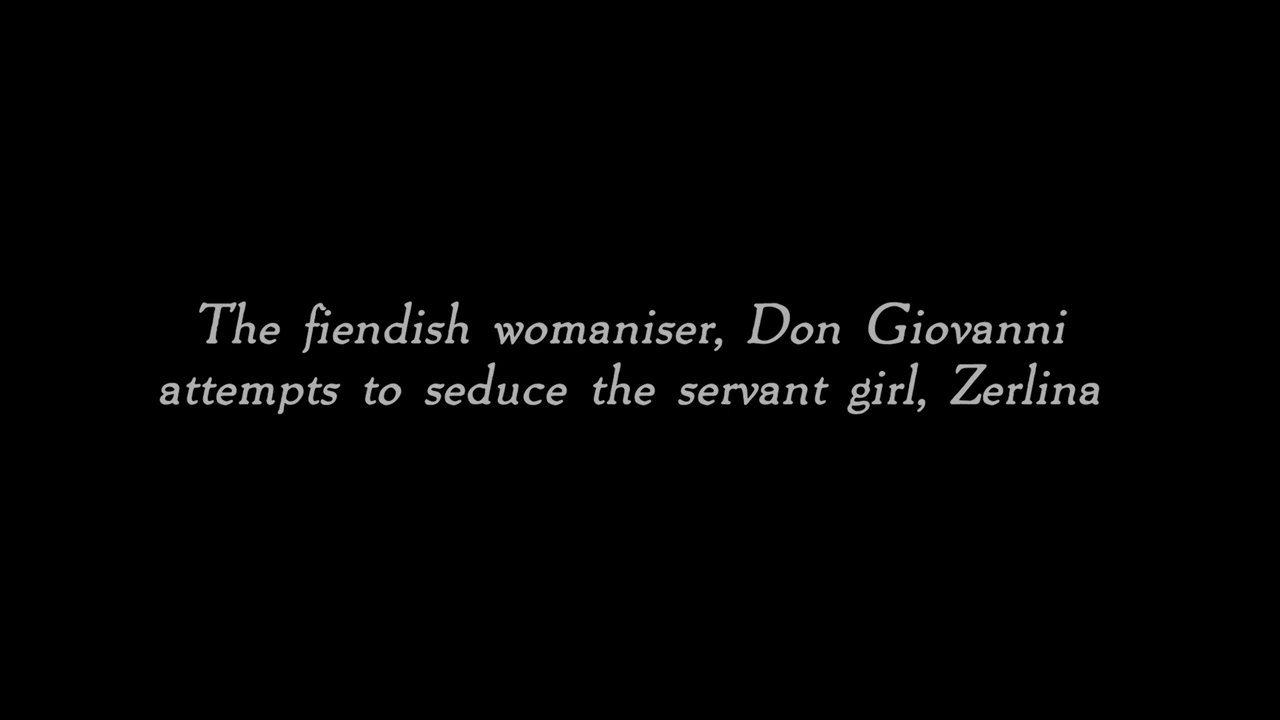 The fiendish womaniser, Don Giovanni
attempts to seduce the servant girl, Zerlina